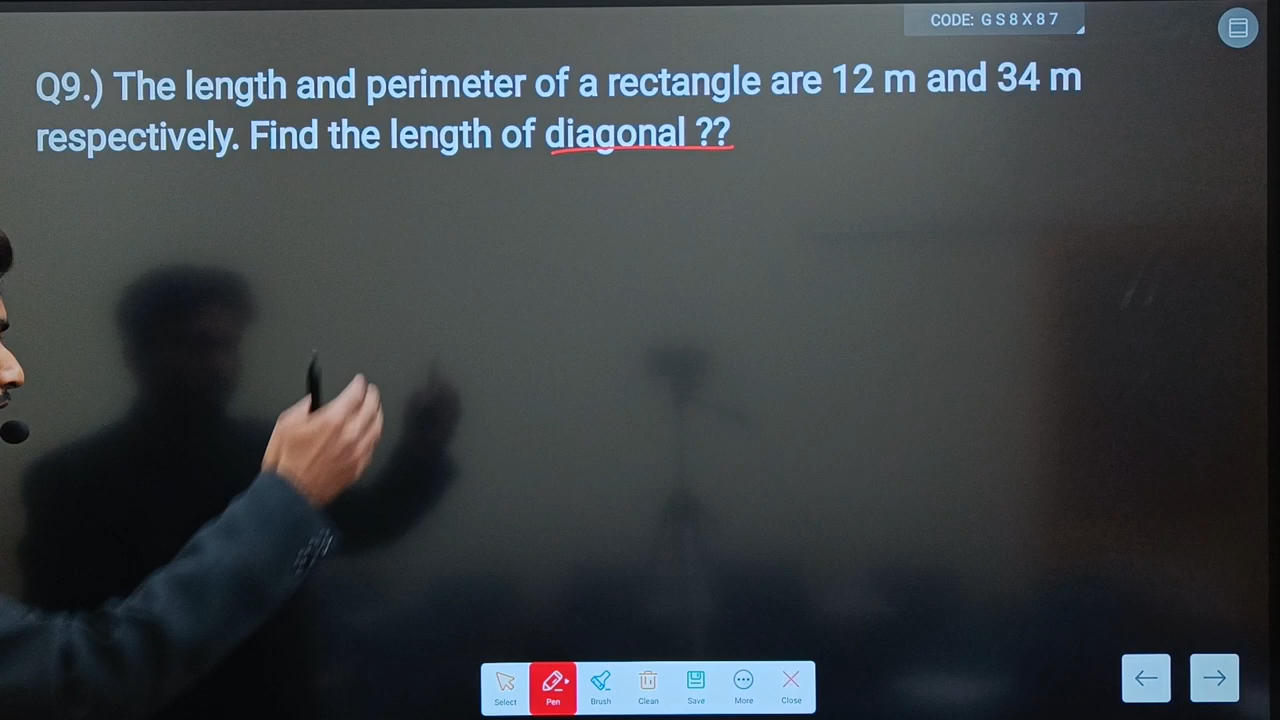 CODE: G S 8 X 8 7
Q9.) The length and perimeter of a rectangle are 12 m and 34 m
respectively. Find the length of diagonal ??
Select Pen Brush Clean Save More Close